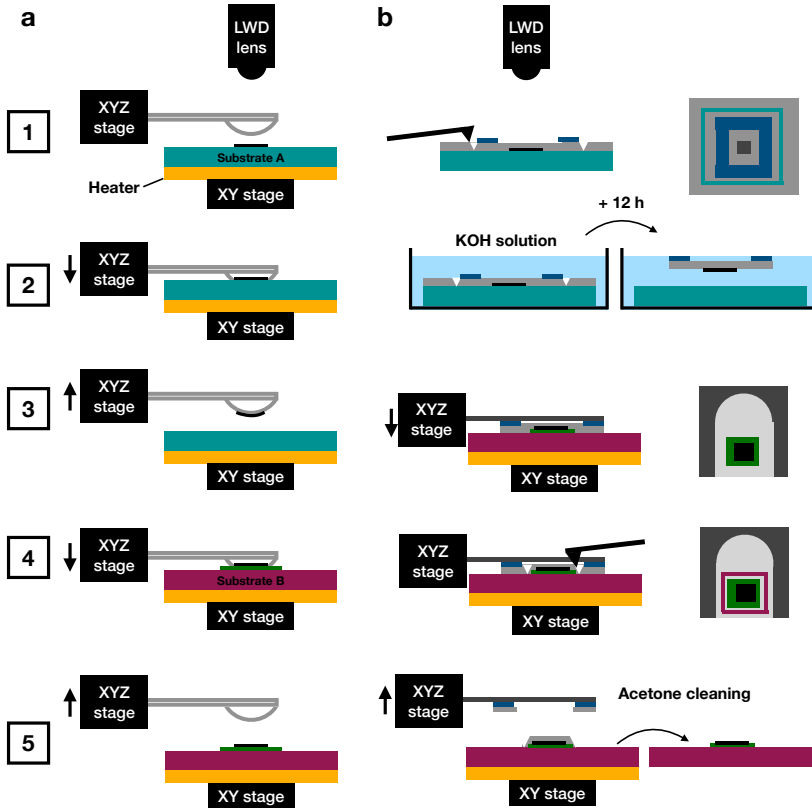 a
b
LWD
lens
LWD
lens
1
XYZ
stage
Substrate A
Heater
XY stage
+ 12 h
KOH solution
2
XYZ
stage
XY stage
3
XYZ
stage
XY stage
XYZ
stage
XY stage
4
XYZ
stage
Substrate B
XY stage
XYZ
stage
XY stage
5
XYZ
stage
XY stage
XYZ
stage
Acetone cleaning
XY stage